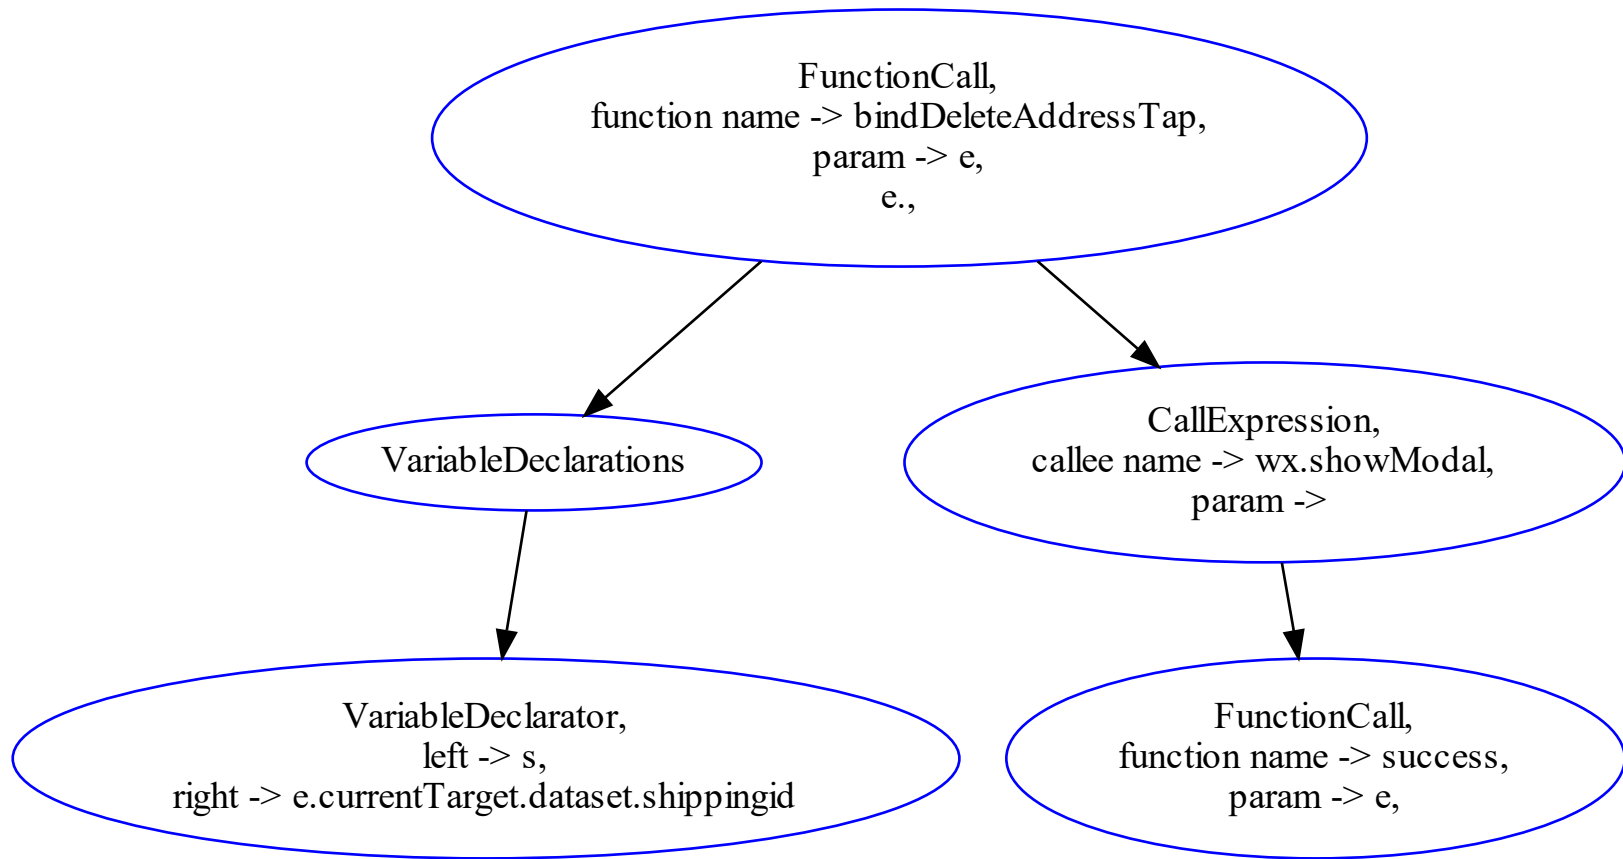 FunctionCall,
function name -> bindDeleteAddressTap,
param -> e,
e.,
VariableDeclarations
CallExpression,
callee name -> wx.showModal,
param ->
VariableDeclarator,
left -> s,
right -> e.currentTarget.dataset.shippingid
FunctionCall,
function name -> success,
param -> e,